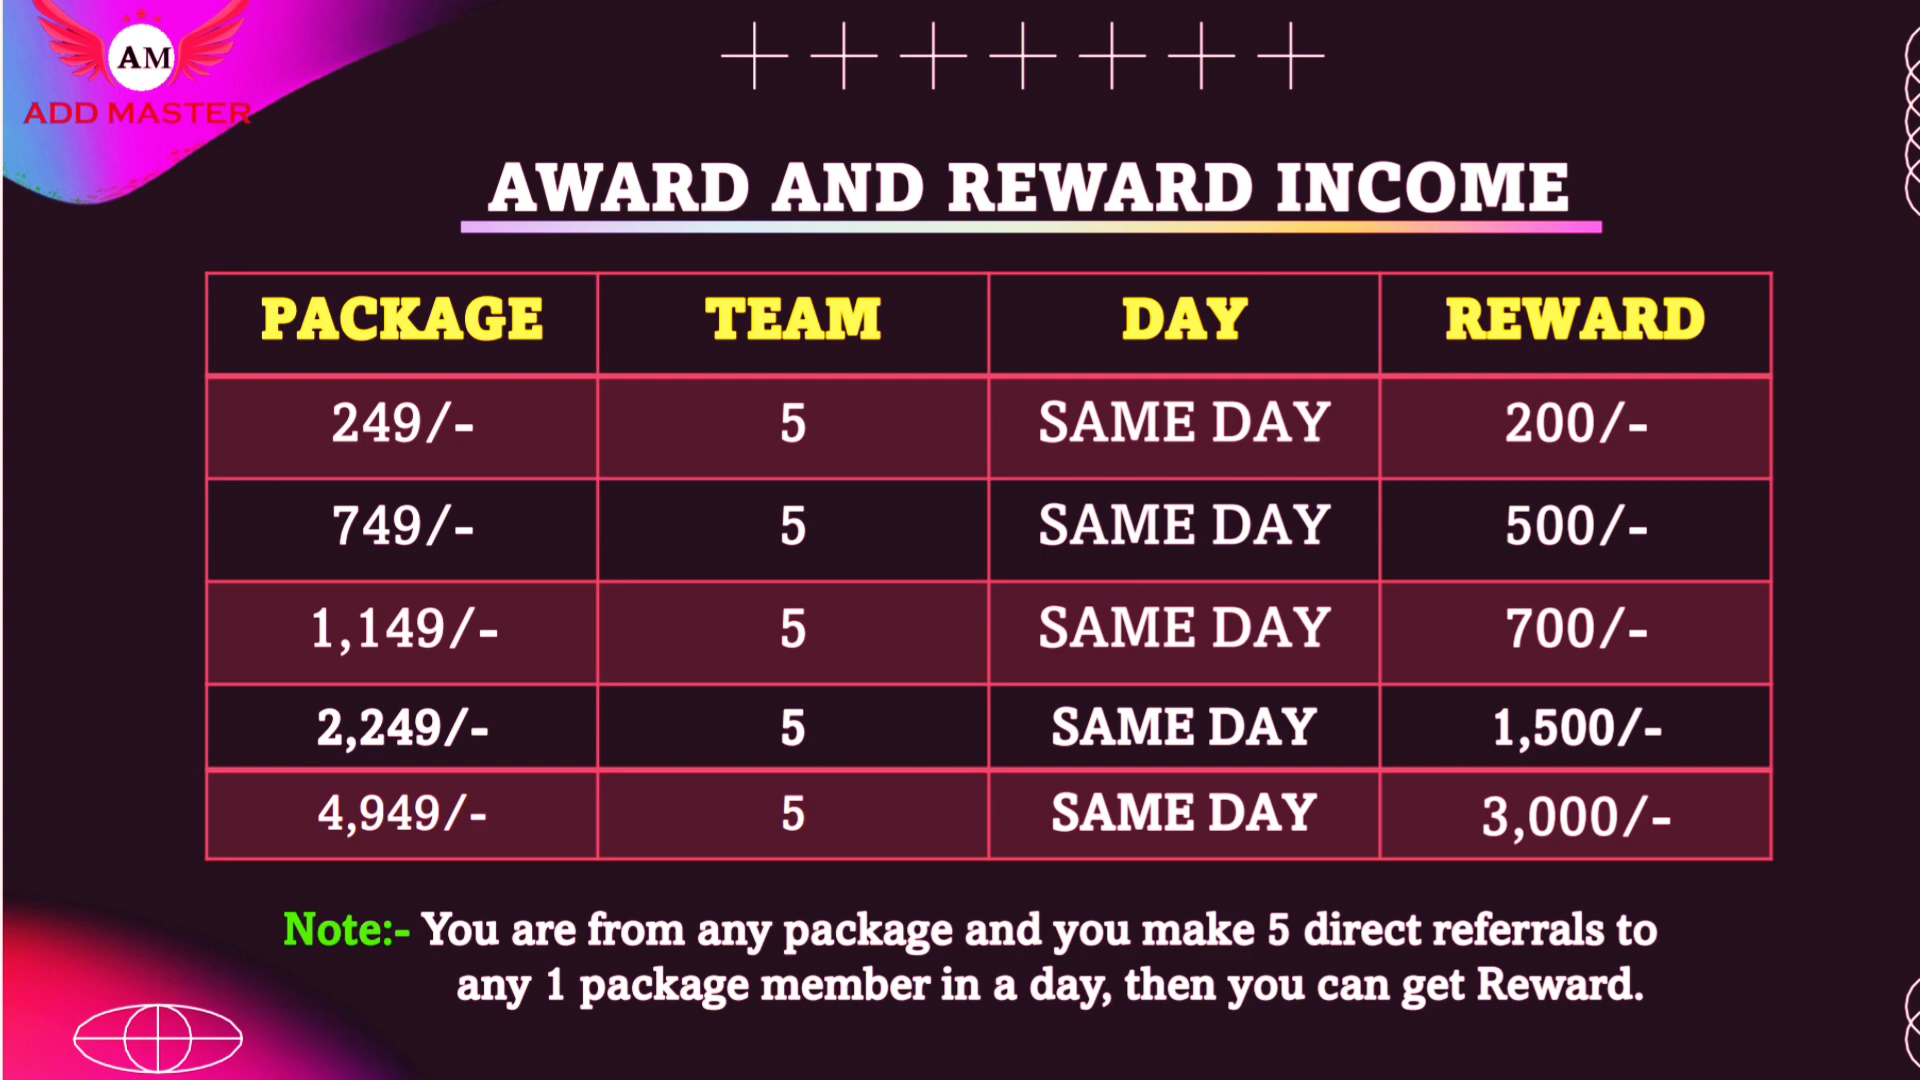 AM
ADD MASTER
AWARD AND REWARD INCOME
PACKAGE TEAM DAY REWARD
249/- 5 SAME DAY 200/-
749/- 5 SAME DAY 500/-
1,149/- 5 SAME DAY 700/-
2,249/- 5 SAME DAY 1,500/-
4,949/- 5 SAME DAY 3,000/-
Note:- You are from any package and you make 5 direct referrals to
any 1 package member in a day, then you can get Reward.